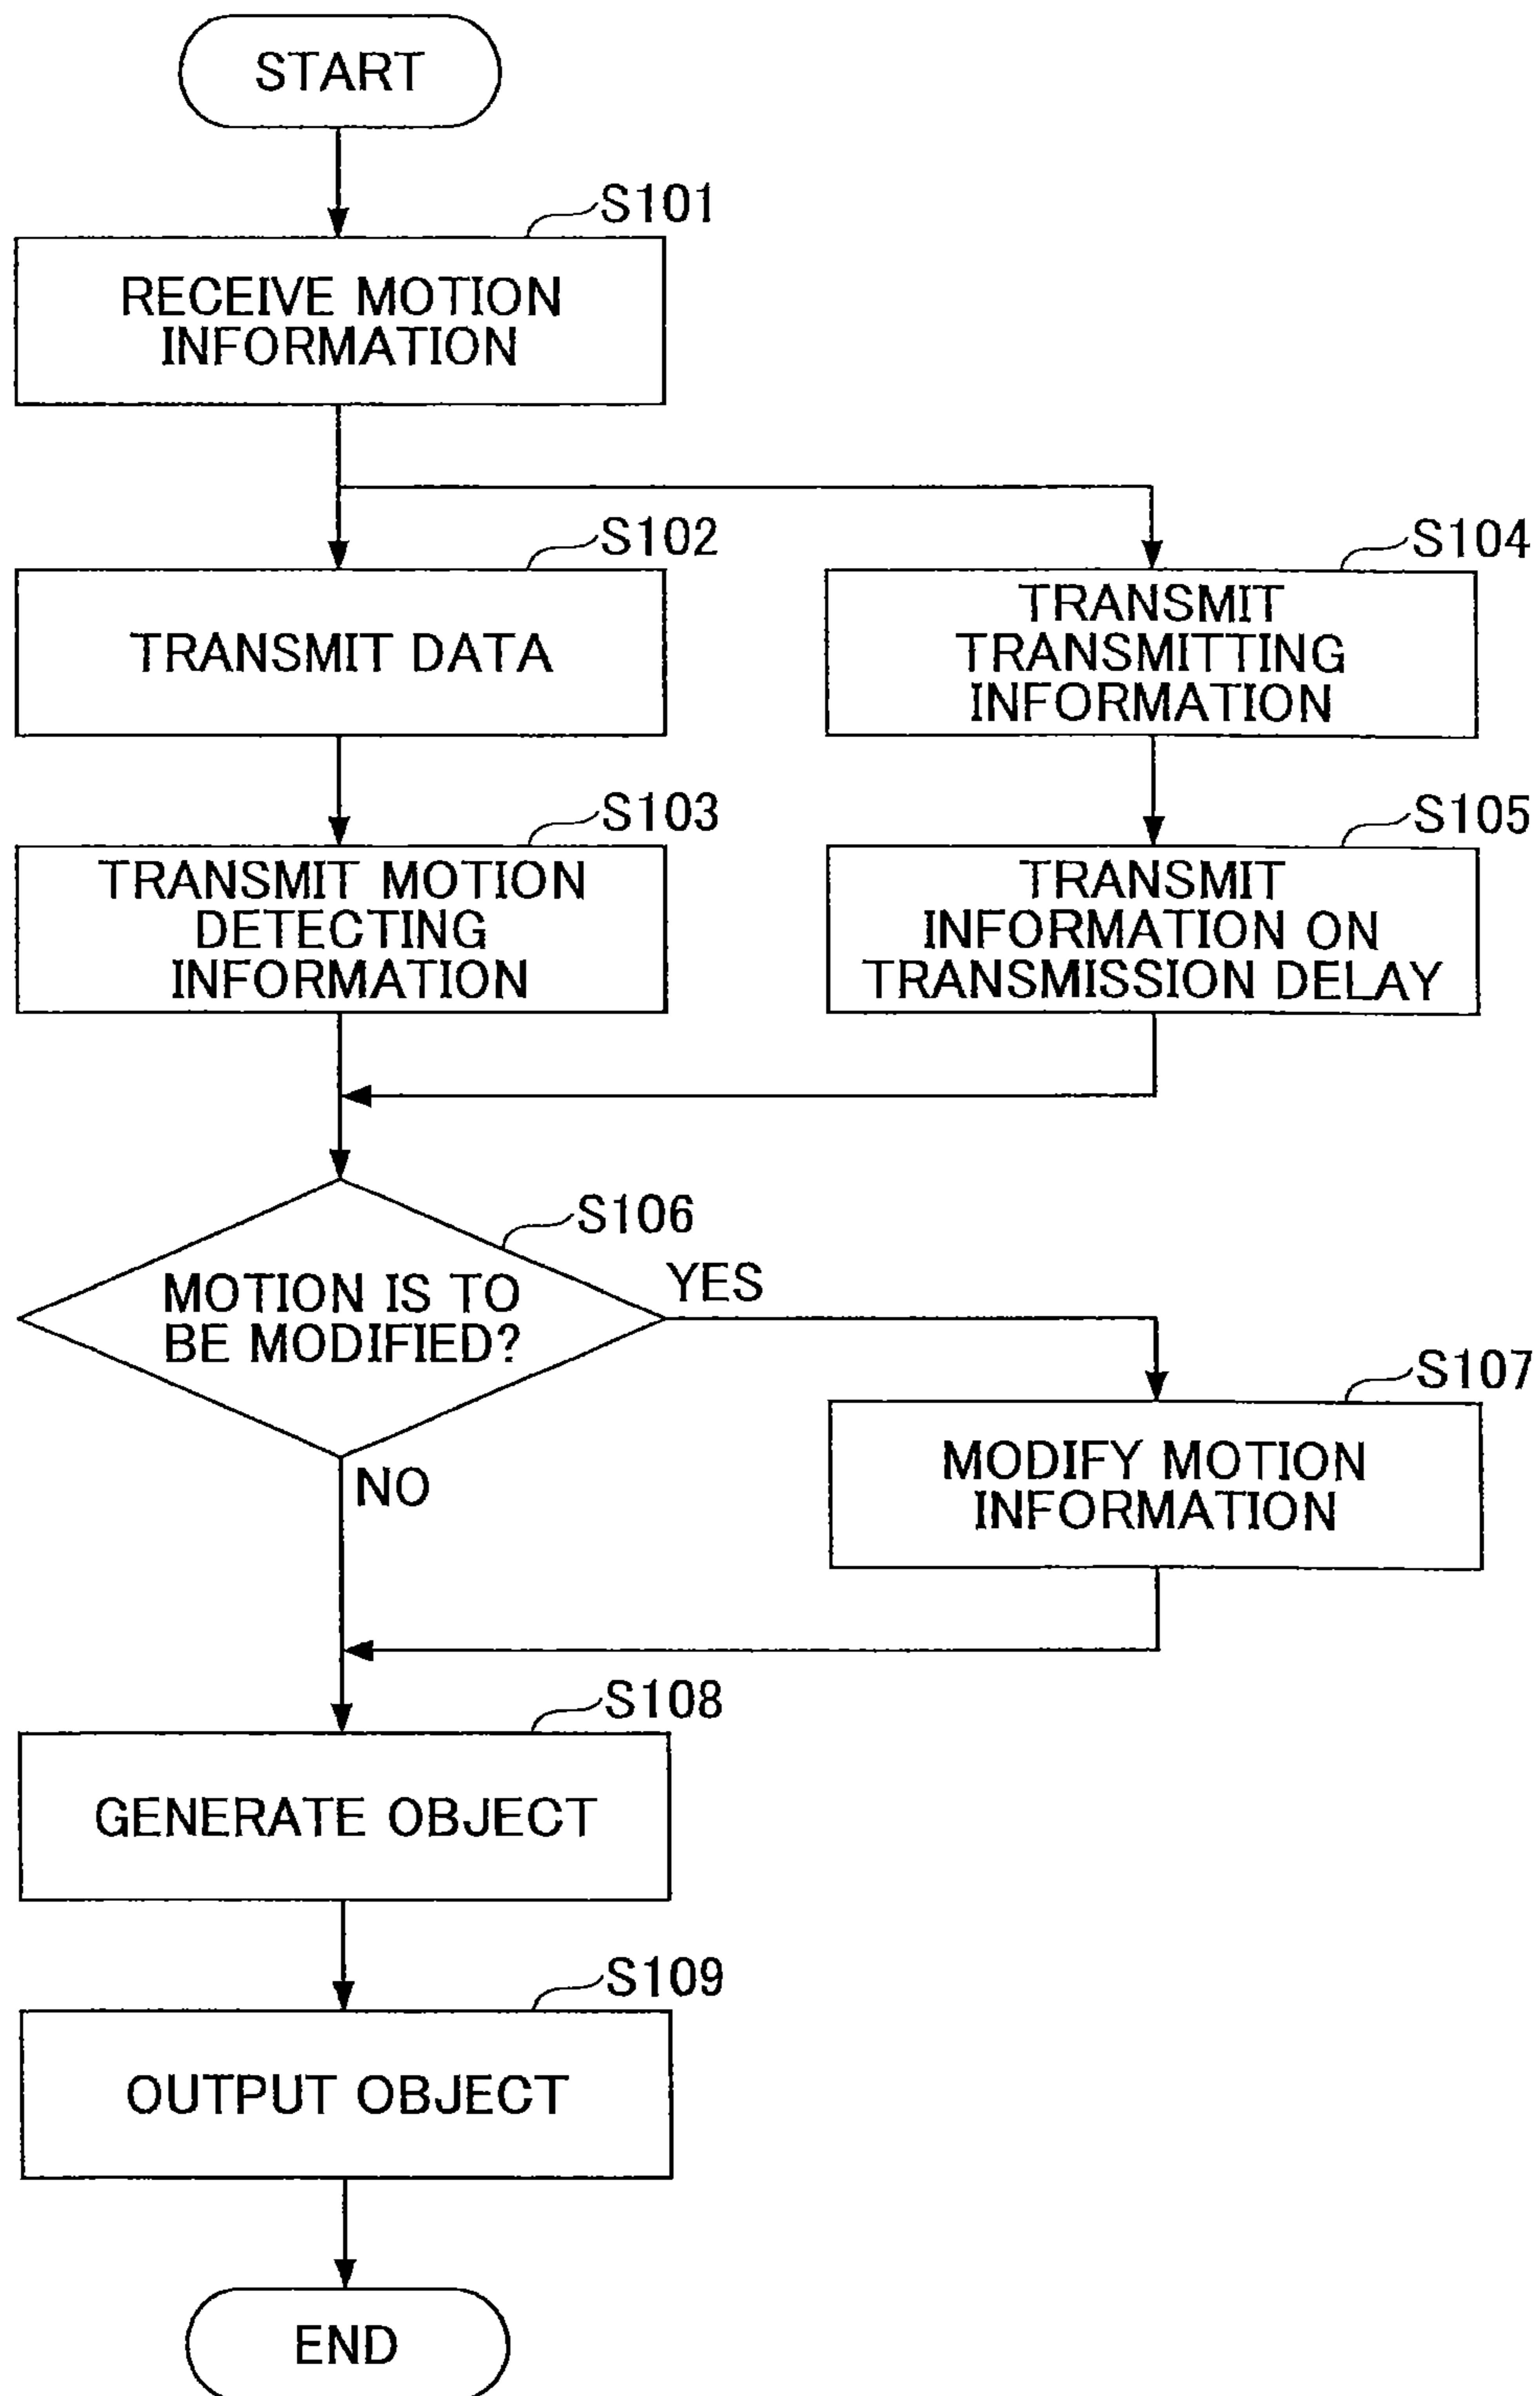 START
S101
RECEIVE MOTION
INFORMATION
S102
TRANSMIT DATA
S104
TRANSMIT
TRANSMITTING
INFORMATION
S103
TRANSMIT MOTION
DETECTING
INFORMATION
S105
TRANSMIT
INFORMATION ON
TRANSMISSION DELAY
S106
MOTION IS TO
BE MODIFIED?
YES
NO
S107
MODIFY MOTION
INFORMATION
S108
GENERATE OBJECT
S109
OUTPUT OBJECT
END